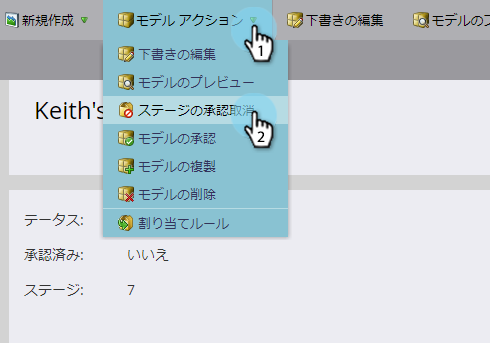 新規作成 モデル アクション 下書きの編集 モデルのプ
1
下書きの編集
モデルのプレビュー
Keith's
ステージの承認取消
2
モデルの承認
モデルの複製
モデルの削除
テータス:
割り当てルール
承認済み: いいえ
ステージ: 7